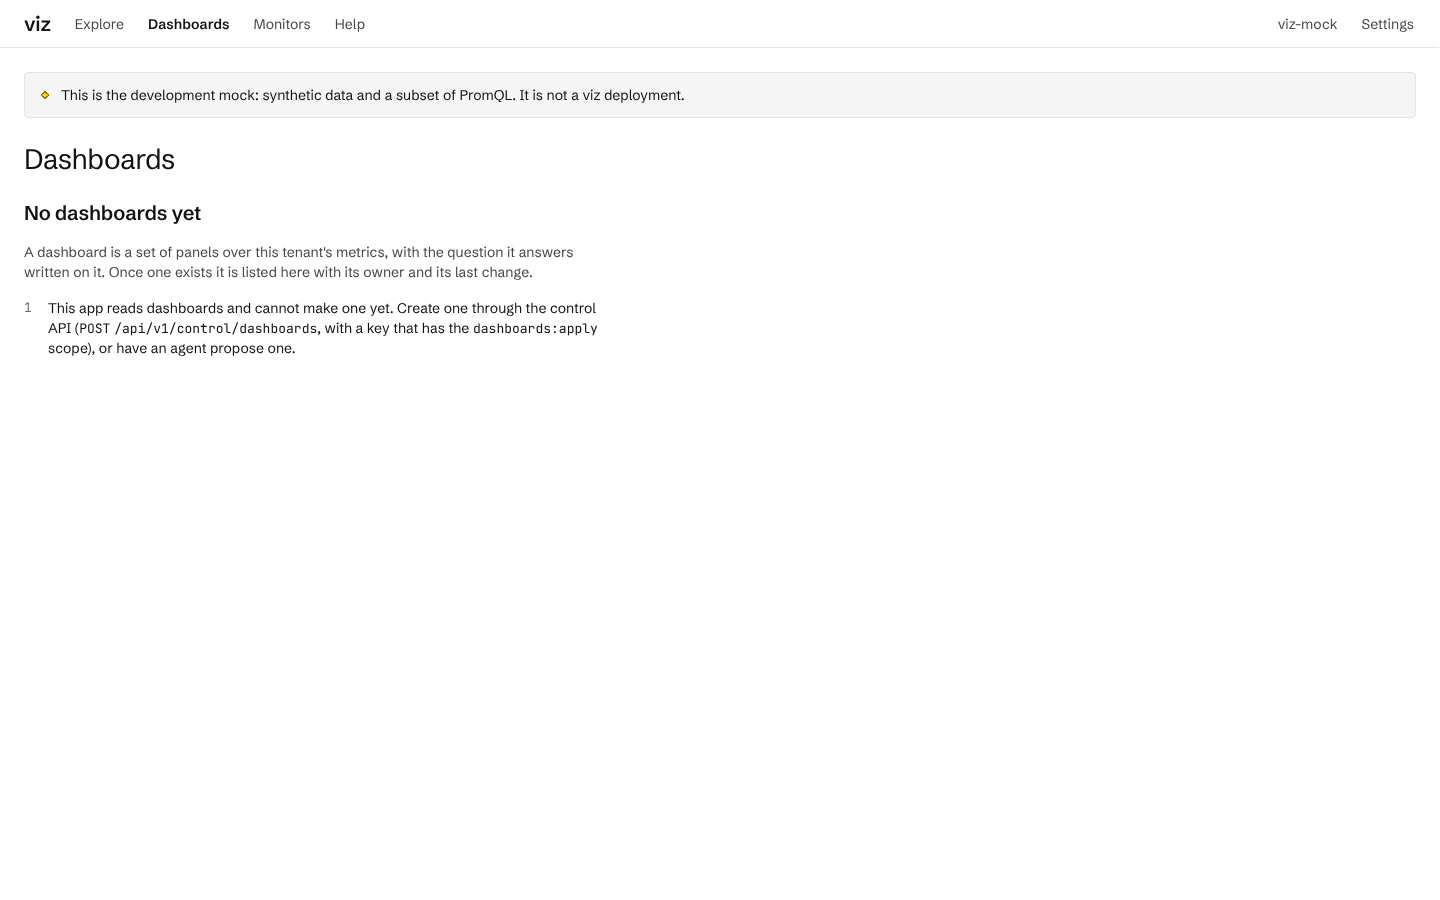 viz Explore Dashboards Monitors Help viz-mock Settings
This is the development mock: synthetic data and a subset of PromQL. It is not a viz deployment.
Dashboards
No dashboards yet
A dashboard is a set of panels over this tenant's metrics, with the question it answers
written on it. Once one exists it is listed here with its owner and its last change.
1 This app reads dashboards and cannot make one yet. Create one through the control
API (POST /api/v1/control/dashboards, with a key that has the dashboards:apply
scope), or have an agent propose one.